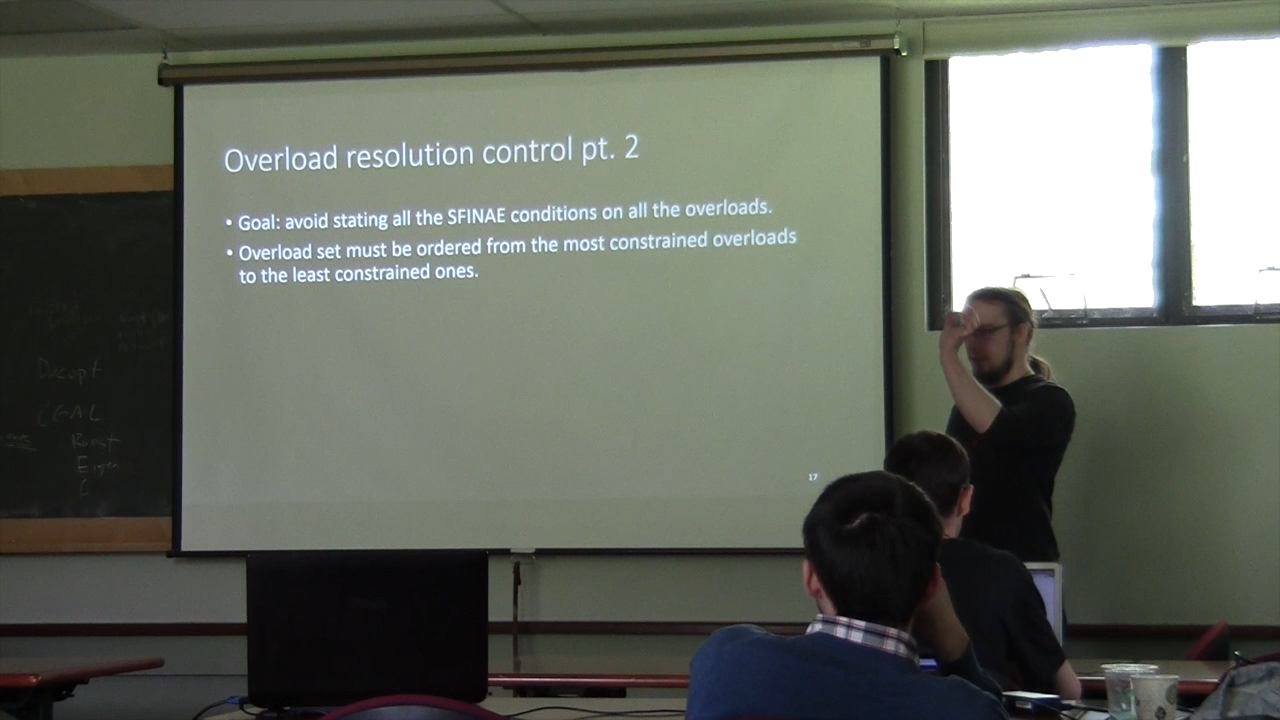 Overload resolution control pt. 2
• Goal: avoid stating all the SFINAE conditions on all the overloads.
• Overload set must be ordered from the most constrained overloads
to the least constrained ones.
17
CGAL
Boost